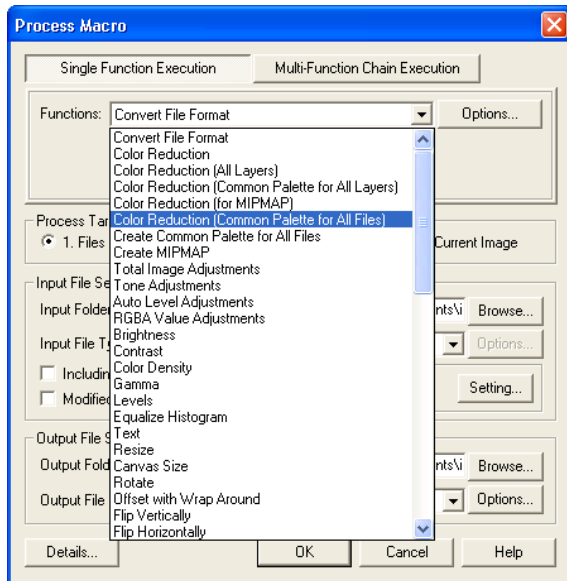 Process Macro
Single Function Execution
Multi-Function Chain Execution
Functions: Convert File Format
Options...
Convert File Format
Color Reduction
Color Reduction (All Layers)
Color Reduction (Common Palette for All Layers)
Color Reduction (for MIPMAP)
Color Reduction (Common Palette for All Files)
Create Common Palette for All Files
Create MIPMAP
Total Image Adjustments
Tone Adjustments
Auto Level Adjustments
RGBA Value Adjustments
Brightness
Contrast
Color Density
Gamma
Levels
Equalize Histogram
Text
Resize
Canvas Size
Rotate
Offset with Wrap Around
Flip Vertically
Flip Horizontally
Process Tar
1. Files
Current Image
Input File Se
Input Folder
nts\i
Browse...
Input File Ty
Options...
Includin
Modified
Setting...
Output File S
Output Fold
nts\i
Browse...
Output File
Options...
Details...
OK
Cancel
Help